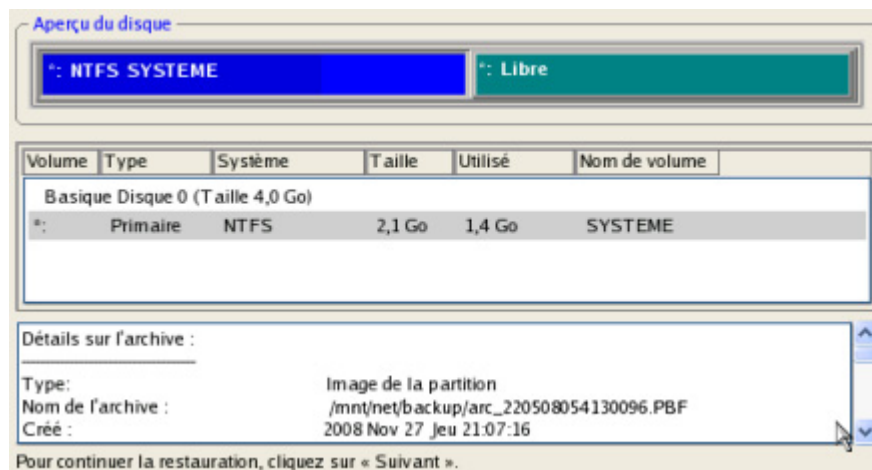 Aperçu du disque
*: NTFS SYSTEME
*: Libre
Volume Type Système Taille Utilisé Nom de volume
Basique Disque 0 (Taille 4,0 Go)
*: Primaire NTFS 2,1 Go 1,4 Go SYSTEME
Détails sur l'archive :
Type: Image de la partition
Nom de l'archive : /mnt/net/backup/arc_220508054130096.PBF
Créé : 2008 Nov 27 Jeu 21:07:16
Pour continuer la restauration, cliquez sur « Suivant ».